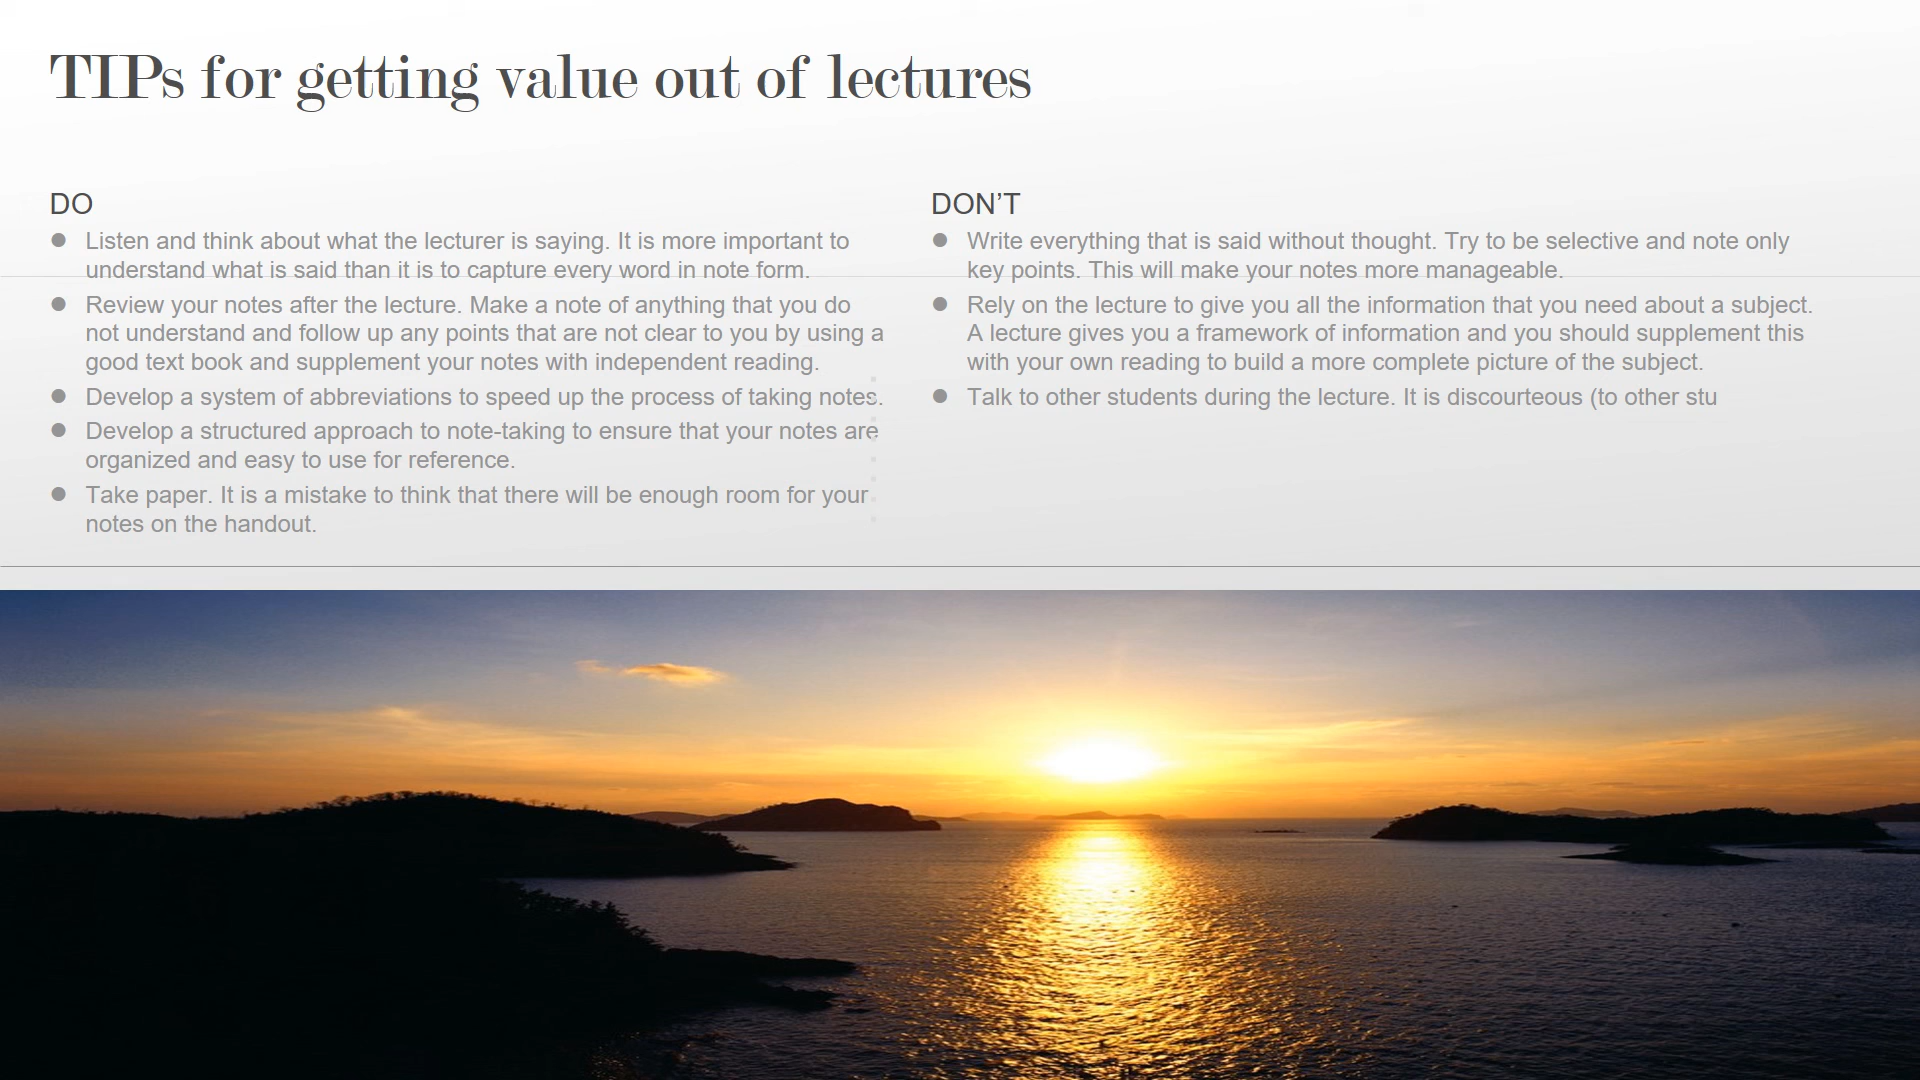 TIPs for getting value out of lectures
DO
● Listen and think about what the lecturer is saying. It is more important to
understand what is said than it is to capture every word in note form.
● Review your notes after the lecture. Make a note of anything that you do
not understand and follow up any points that are not clear to you by using a
good text book and supplement your notes with independent reading.
● Develop a system of abbreviations to speed up the process of taking notes.
● Develop a structured approach to note-taking to ensure that your notes are
organized and easy to use for reference.
● Take paper. It is a mistake to think that there will be enough room for your
notes on the handout.
DON’T
● Write everything that is said without thought. Try to be selective and note only
key points. This will make your notes more manageable.
● Rely on the lecture to give you all the information that you need about a subject.
A lecture gives you a framework of information and you should supplement this
with your own reading to build a more complete picture of the subject.
● Talk to other students during the lecture. It is discourteous (to other stu